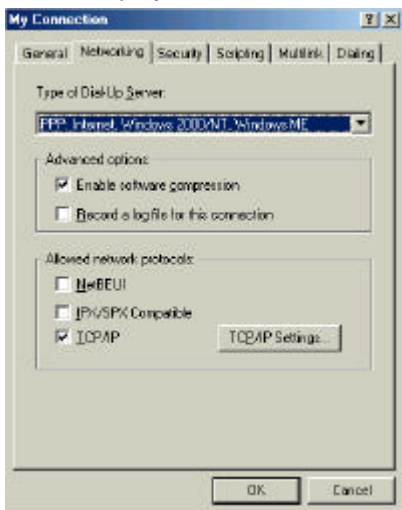 My Connection
General Networking Security Scripting Multilink Dialing
Type of Dial-Up Server:
PPP: Internet, Windows 2000/NT, Windows ME
Advanced options:
Enable software compression
Record a log file for this connection
Allowed network protocols:
NetBEUI
IPX/SPX Compatible
TCP/IP TCP/IP Settings...
OK Cancel